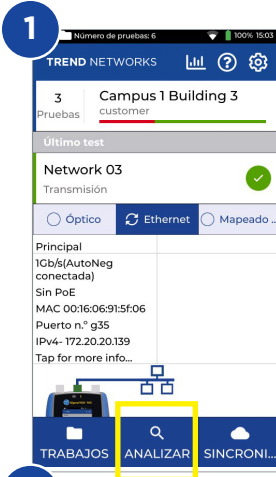 1
Número de pruebas: 6 100% 15:03
TREND NETWORKS
3
Pruebas
Campus 1 Building 3
customer
Último test
Network 03
Transmisión
Óptico Ethernet Mapeado ..
Principal
1Gb/s(AutoNeg
conectada)
Sin PoE
MAC 00:16:06:91:5f:06
Puerto n.º g35
IPv4- 172.20.20.139
Tap for more info...
TRABAJOS ANALIZAR SINCRONI...